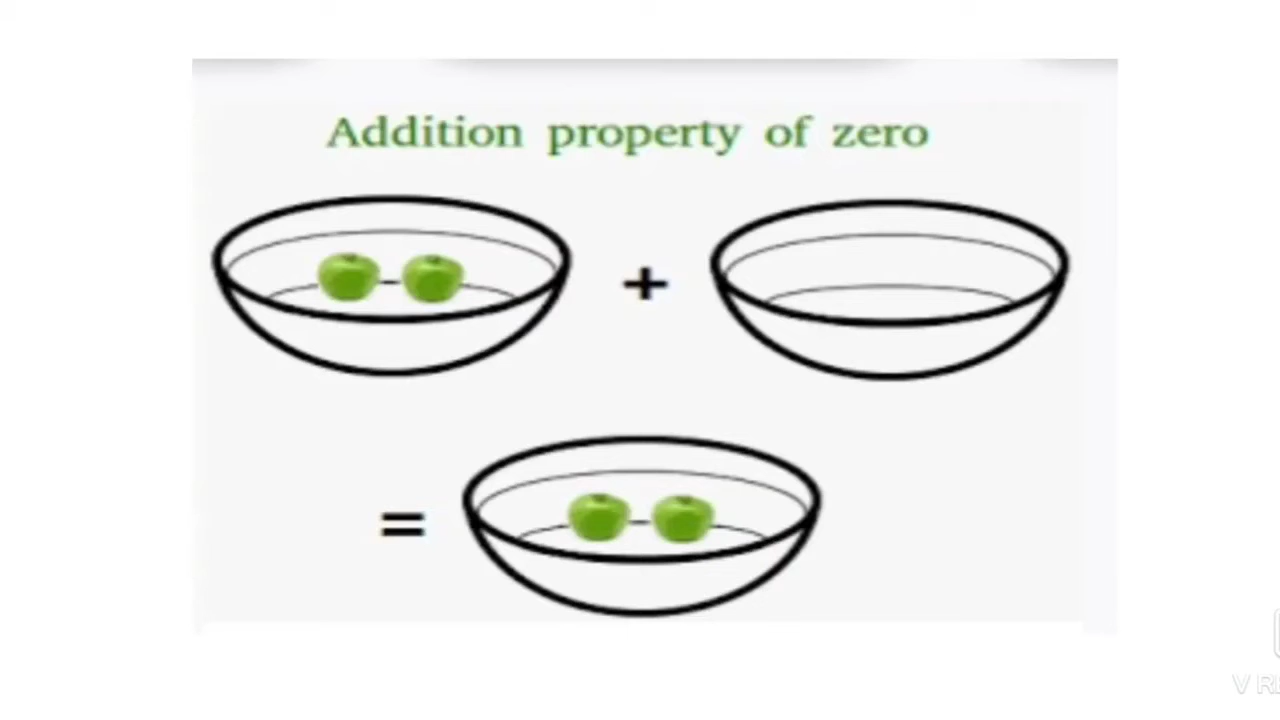 Addition property of zero
+
=